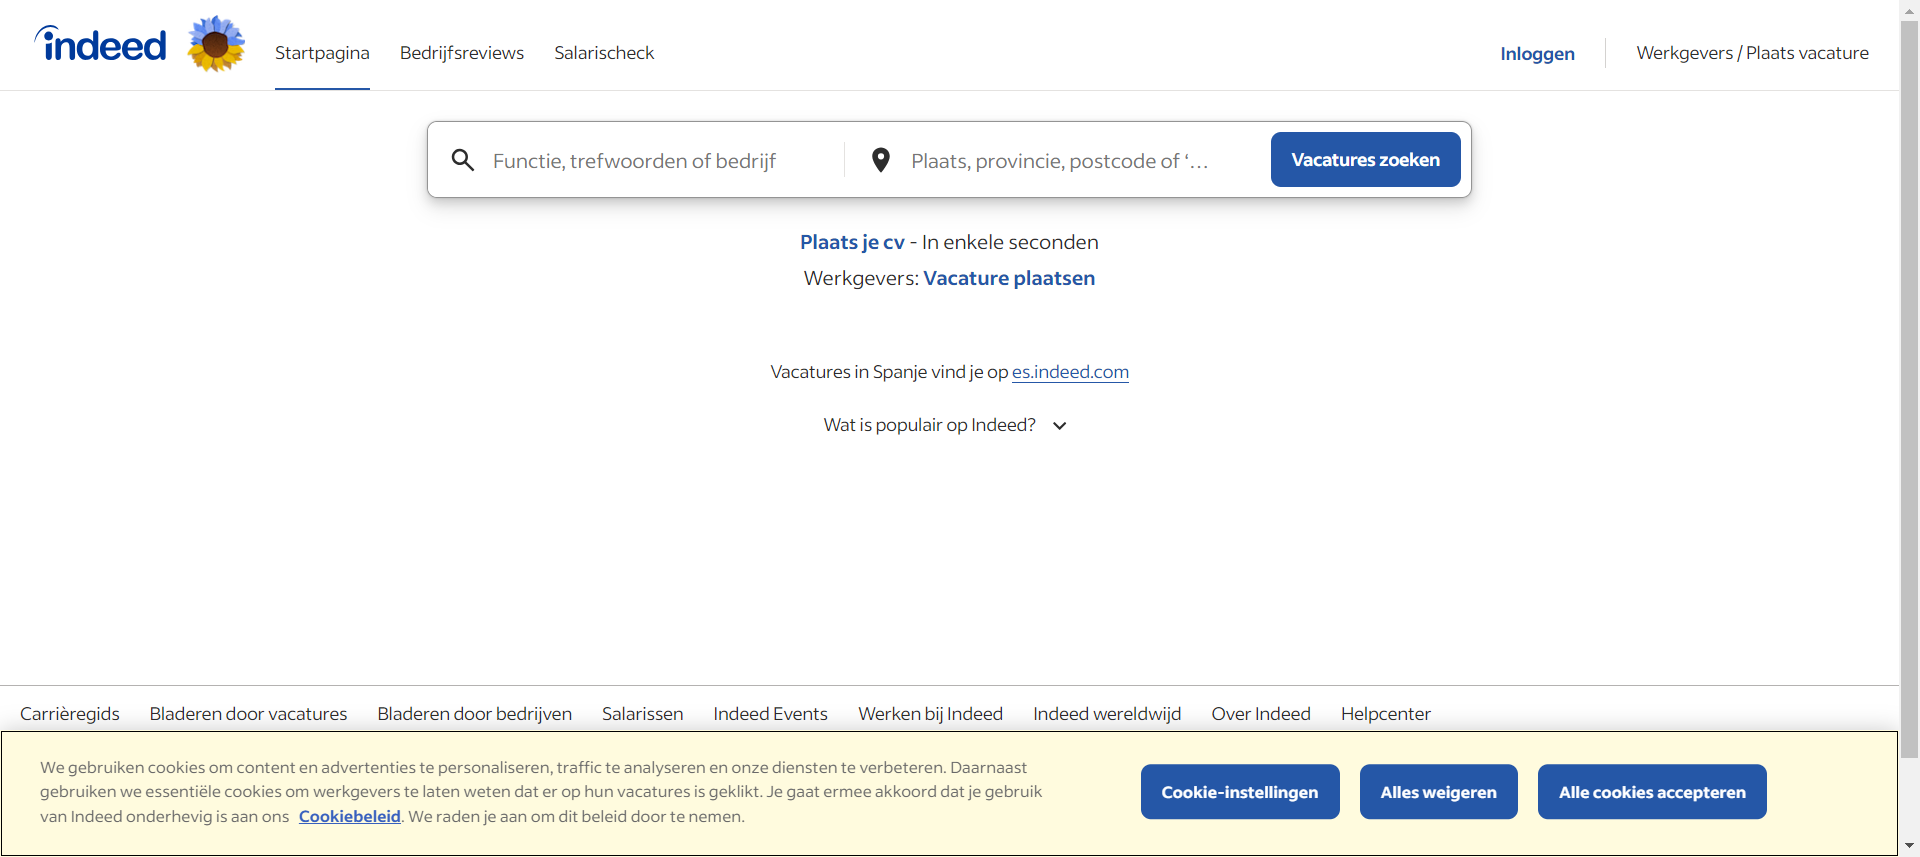 indeed
Startpagina
Bedrijfsreviews
Salarischeck
Inloggen
Werkgevers / Plaats vacature
Functie, trefwoorden of bedrijf
Plaats, provincie, postcode of ‘…
Vacatures zoeken
Plaats je cv - In enkele seconden
Werkgevers: Vacature plaatsen
Vacatures in Spanje vind je op es.indeed.com
Wat is populair op Indeed?
Carrièregids
Bladeren door vacatures
Bladeren door bedrijven
Salarissen
Indeed Events
Werken bij Indeed
Indeed wereldwijd
Over Indeed
Helpcenter
We gebruiken cookies om content en advertenties te personaliseren, traffic te analyseren en onze diensten te verbeteren. Daarnaast
gebruiken we essentiële cookies om werkgevers te laten weten dat er op hun vacatures is geklikt. Je gaat ermee akkoord dat je gebruik
van Indeed onderhevig is aan ons Cookiebeleid. We raden je aan om dit beleid door te nemen.
Cookie-instellingen
Alles weigeren
Alle cookies accepteren